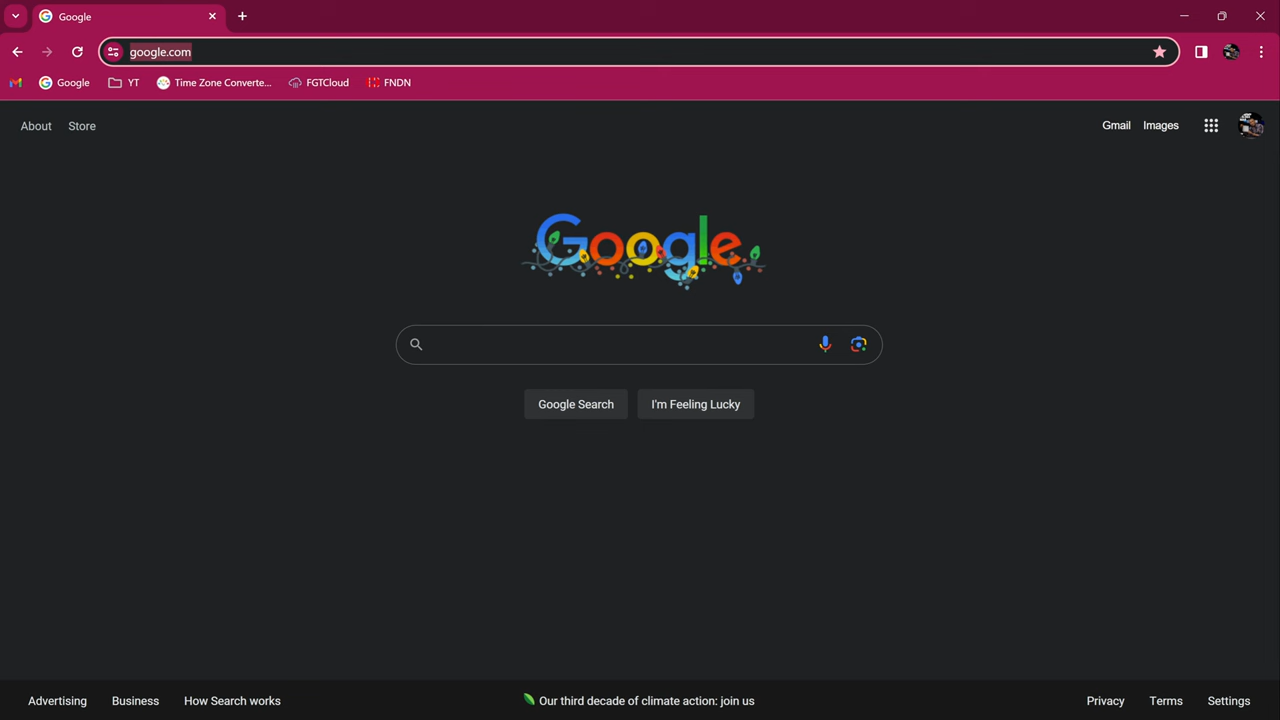 Google
google.com
Google
YT
Time Zone Converte...
FGTCloud
FNDN
About
Store
Gmail
Images
Google
Google Search
I'm Feeling Lucky
Advertising
Business
How Search works
Our third decade of climate action: join us
Privacy
Terms
Settings